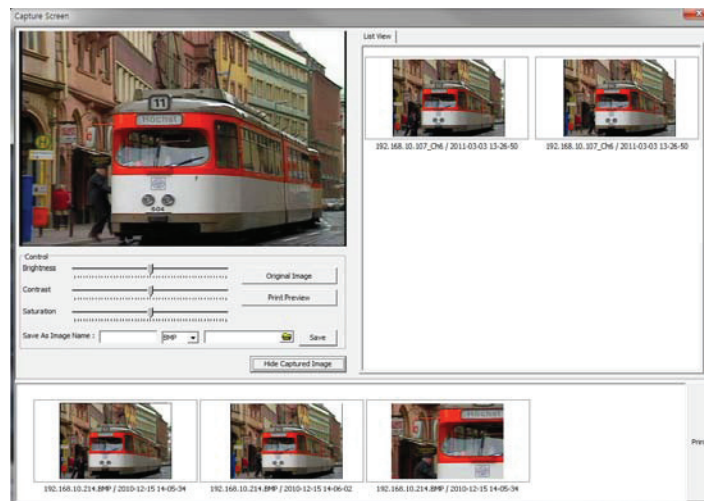 Capture Screen
11
Höchst
604
List View
192.168.10.107_Ch6 / 2011-03-03 13-26-50
192.168.10.107_Ch6 / 2011-03-03 13-26-50
Control
Brightness
Original Image
Contrast
Print Preview
Saturation
Save As Image Name :
BMP
Save
Hide Captured Image
192.168.10.214.BMP / 2010-12-15 14-05-34
192.168.10.214.BMP / 2010-12-15 14-06-02
192.168.10.214.BMP / 2010-12-15 14-05-34
Print